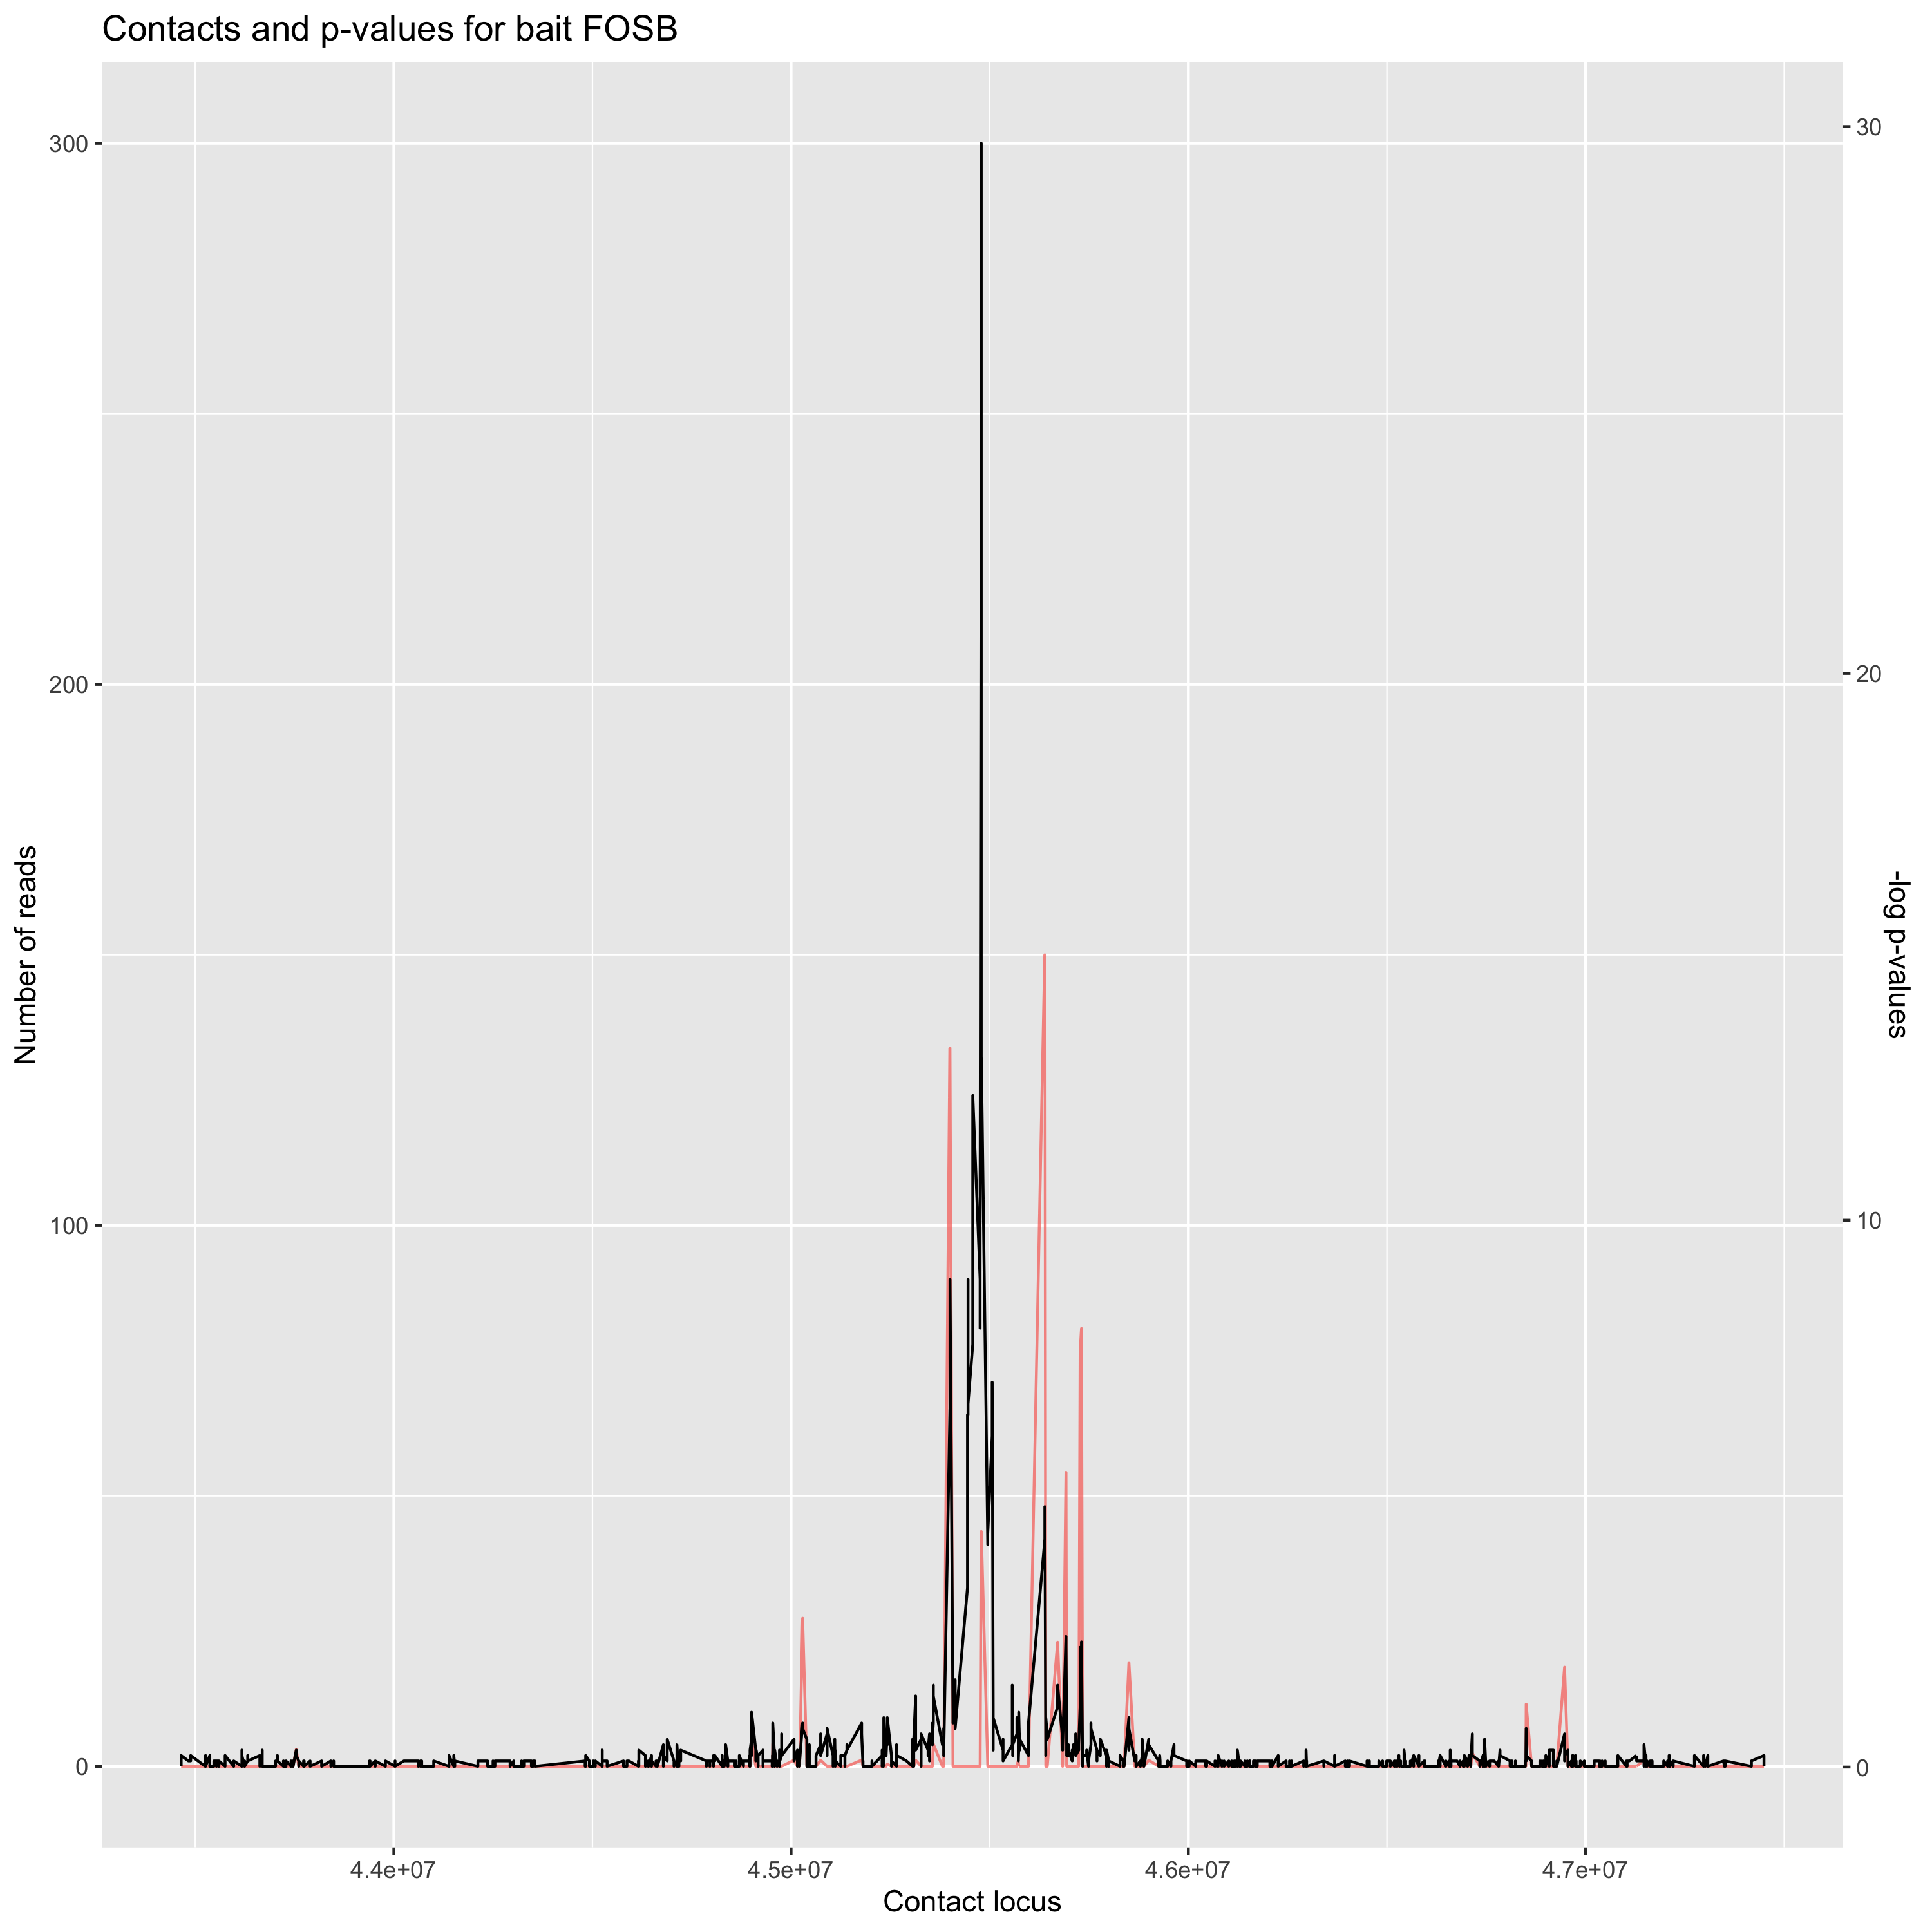 Contacts and p-values for bait FOSB
300
200
100
0
Number of reads
30
20
10
0
-log p-values
4.4e+07 4.5e+07 4.6e+07 4.7e+07
Contact locus